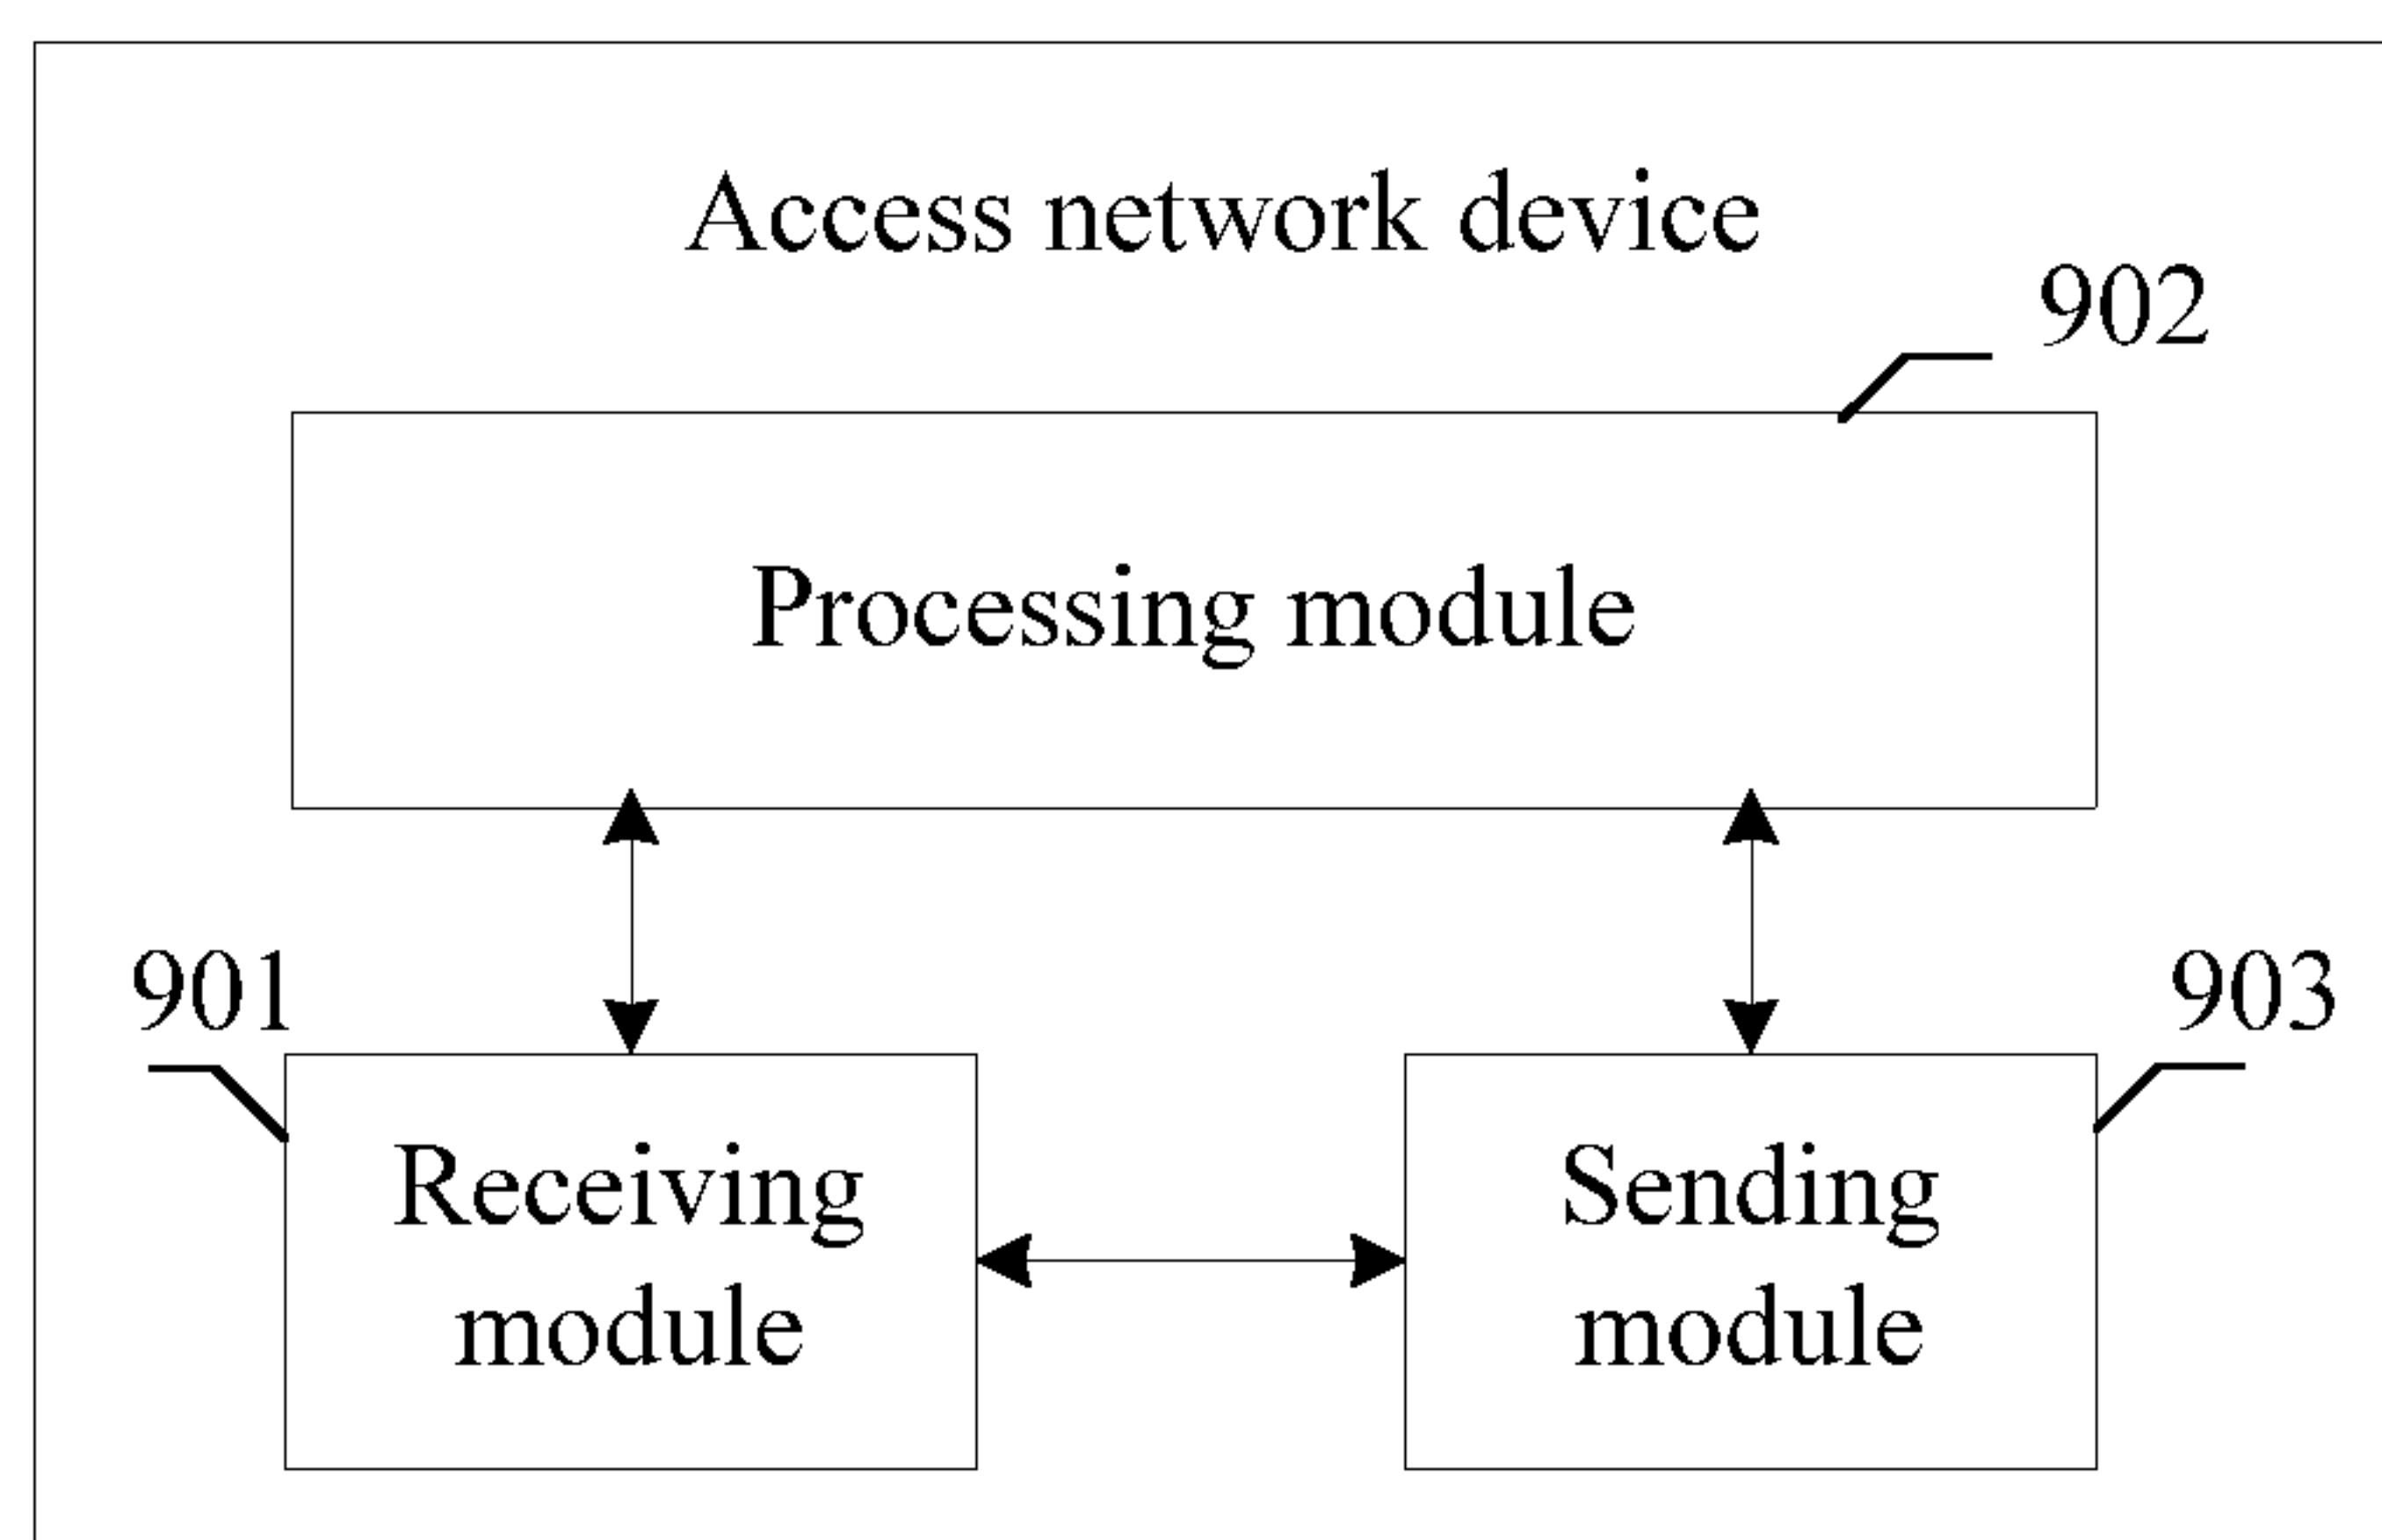 Access network device
902
Processing module
901
903
Receiving
module
Sending
module